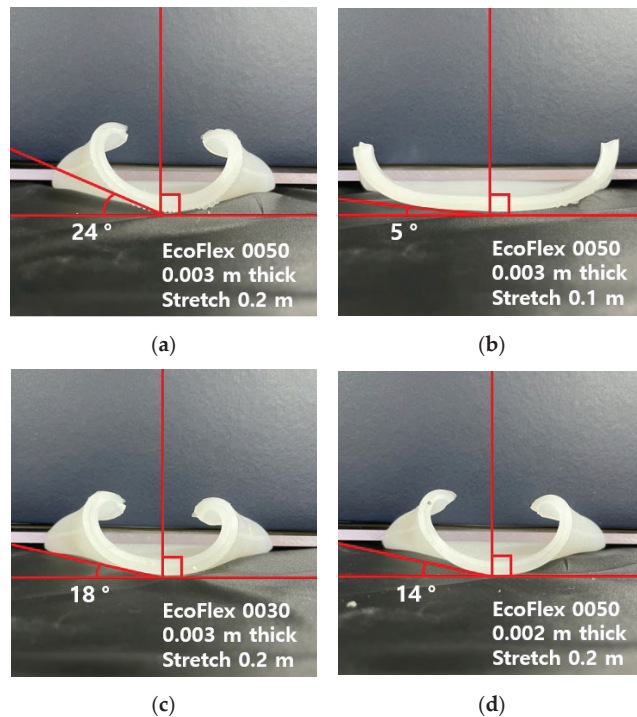 24 °
EcoFlex 0050
0.003 m thick
Stretch 0.2 m
(a)
5 °
EcoFlex 0050
0.003 m thick
Stretch 0.1 m
(b)
18 °
EcoFlex 0030
0.003 m thick
Stretch 0.2 m
(c)
14 °
EcoFlex 0050
0.002 m thick
Stretch 0.2 m
(d)